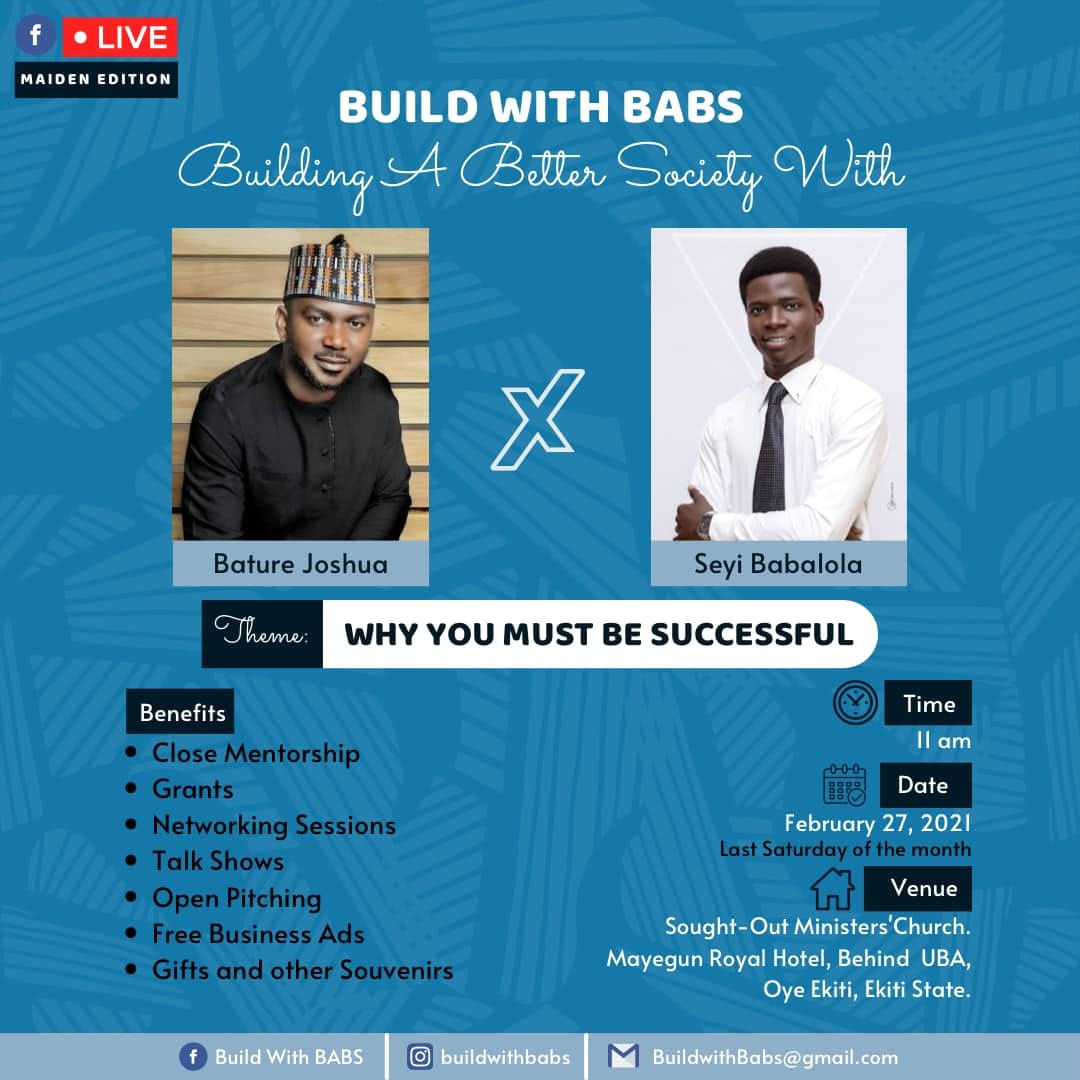 f
LIVE
MAIDEN EDITION
BUILD WITH BABS
Building A Better Society With
X
Bature Joshua
Seyi Babalola
Theme: WHY YOU MUST BE SUCCESSFUL
Benefits
• Close Mentorship
• Grants
• Networking Sessions
• Talk Shows
• Open Pitching
• Free Business Ads
• Gifts and other Souvenirs
Time
11 am
Date
February 27, 2021
Last Saturday of the month
Venue
Sought-Out Ministers'Church.
Mayegun Royal Hotel, Behind UBA,
Oye Ekiti, Ekiti State.
f Build With BABS
buildwithbabs
BuildwithBabs@gmail.com